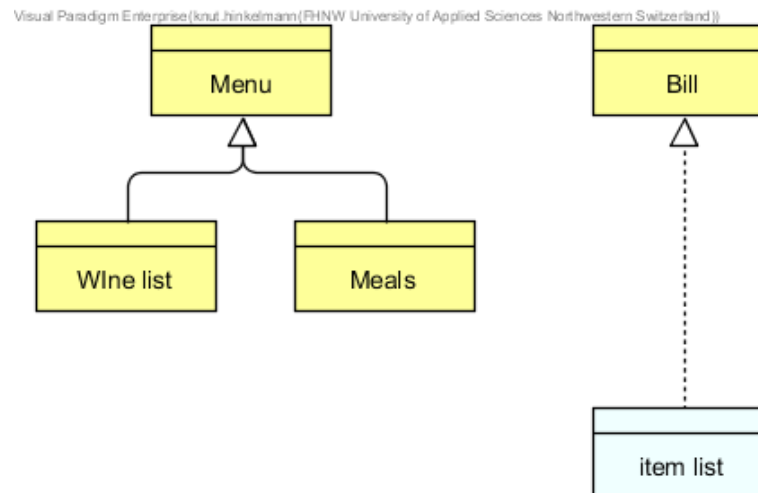 Visual Paradigm Enterprise(knut.hinkelmann(FHNW University of Applied Sciences Northwestern Switzerland))
Menu
Bill
WIne list
Meals
item list